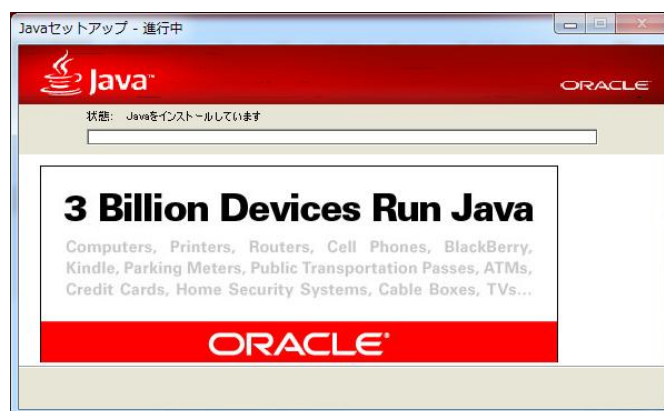 Javaセットアップ - 進行中
Java™
ORACLE
状態: Javaをインストールしています
3 Billion Devices Run Java
Computers, Printers, Routers, Cell Phones, BlackBerry,
Kindle, Parking Meters, Public Transportation Passes, ATMs,
Credit Cards, Home Security Systems, Cable Boxes, TVs...
ORACLE®